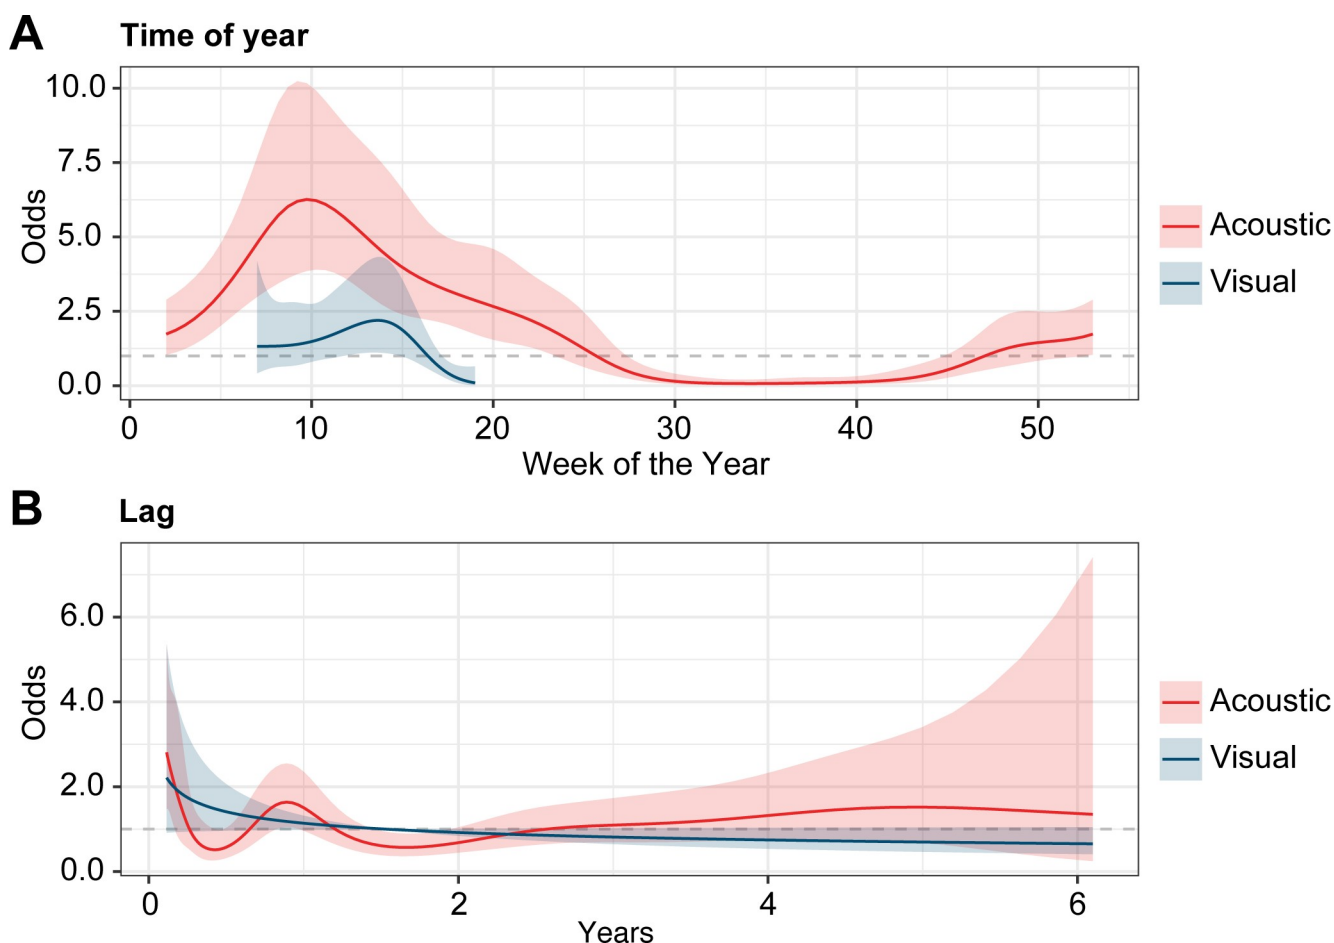 A Time of year
10.0
7.5
5.0
2.5
0.0
Odds
0 10 20 30 40 50
Week of the Year
Acoustic
Visual
B Lag
6.0
4.0
2.0
0.0
Odds
0 2 4 6
Years
Acoustic
Visual